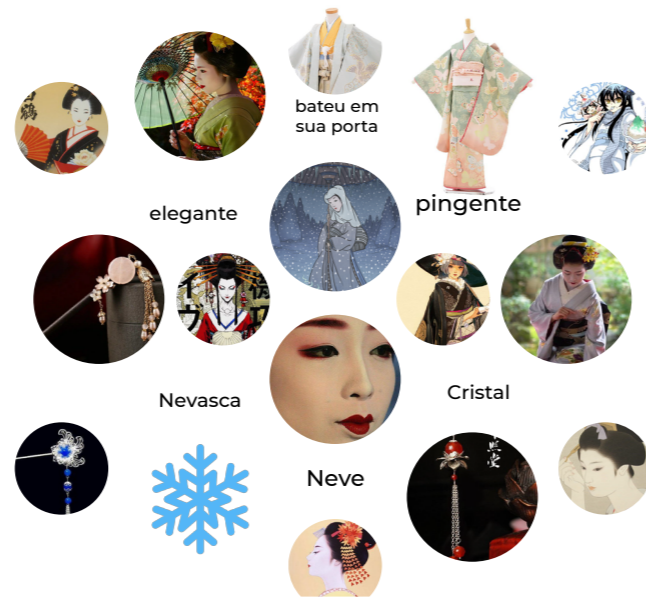 bateu em
sua porta
elegante
pingente
Nevasca
Cristal
Neve